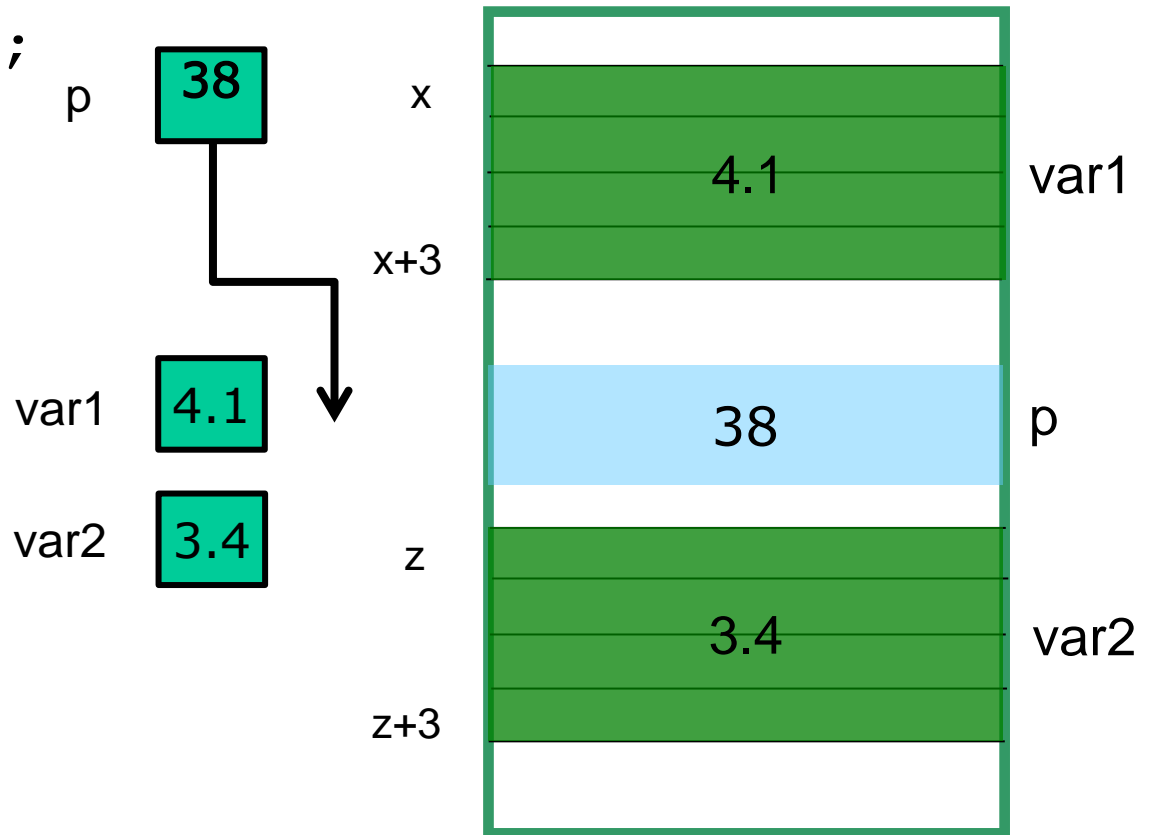 ;
p 38
var1 4.1
var2 3.4
x
4.1 var1
x+3
38 p
z
3.4 var2
z+3